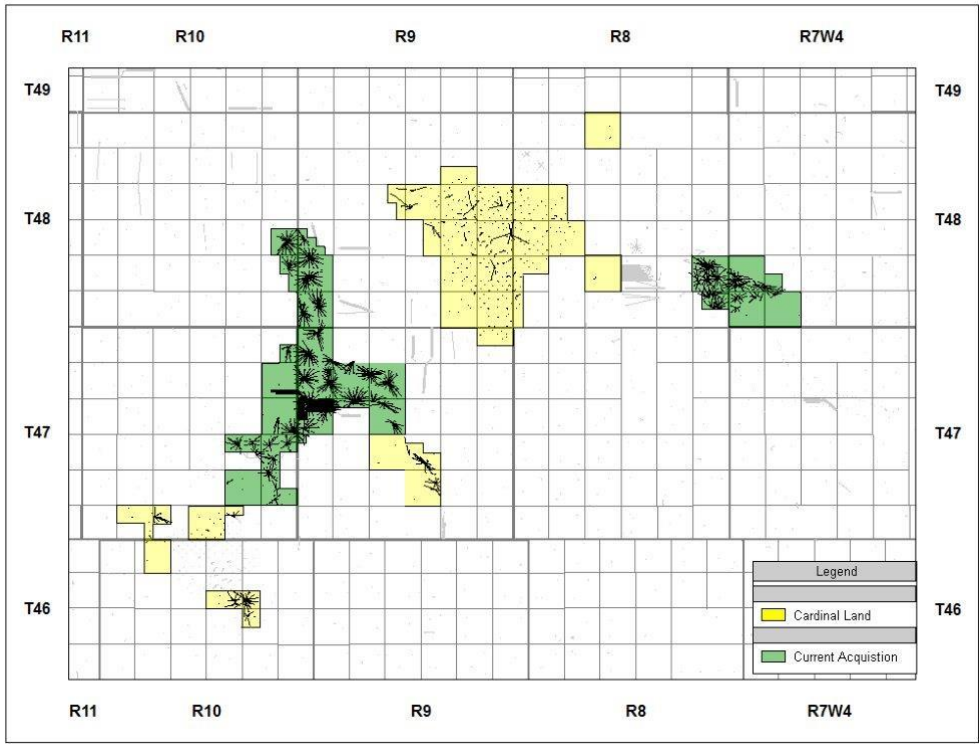 R11 R10 R9 R8 R7W4
T49 T49
T48 T48
T47 T47
Legend
Cardinal Land
T46 T46
Current Acquistion
R11 R10 R9 R8 R7W4